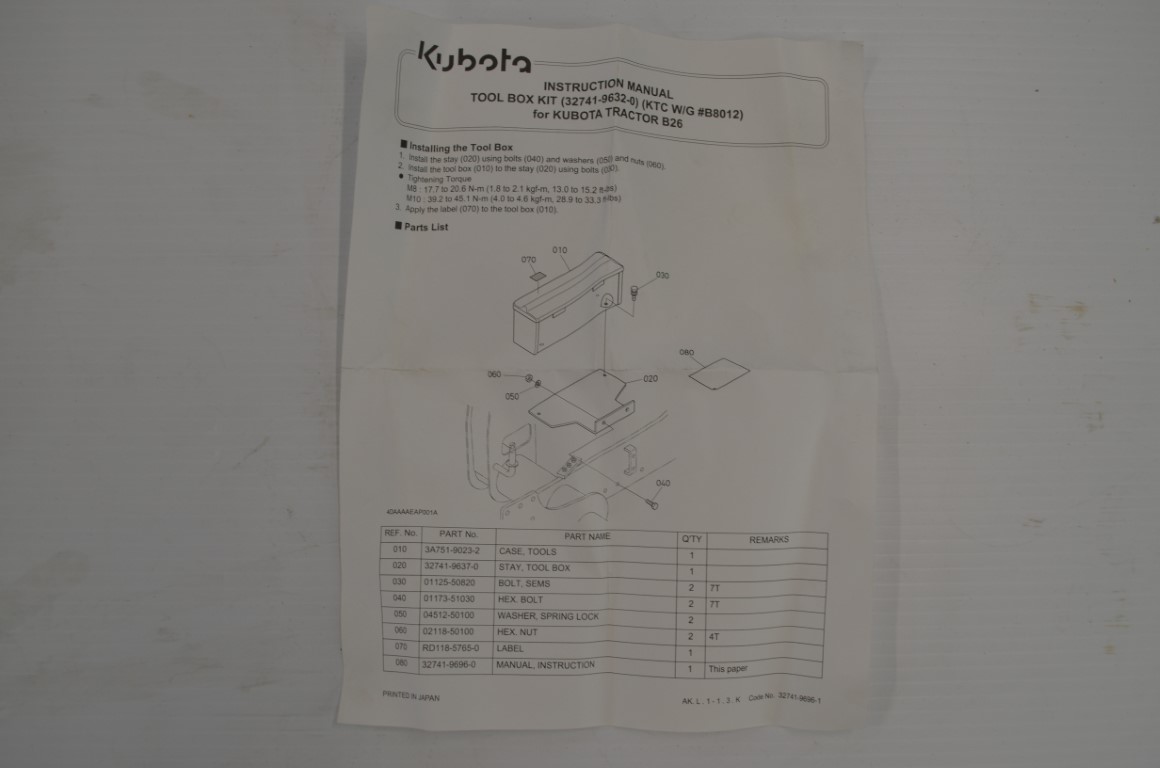 Kubota
INSTRUCTION MANUAL
TOOL BOX KIT (32741-9632-0) (KTC W/G #B8012)
for KUBOTA TRACTOR B26
■ Installing the Tool Box
1. Install the stay (020) using bolts (040) and washers (050) and nuts (060).
2. Install the tool box (010) to the stay (020) using bolts (030).
● Tightening Torque
M8 : 17.7 to 20.6 N-m (1.8 to 2.1 kgf-m, 13.0 to 15.2 ft-lbs)
M10 : 39.2 to 45.1 N-m (4.0 to 4.6 kgf-m, 28.9 to 33.3 ft-lbs)
3. Apply the label (070) to the tool box (010).
■ Parts List
010
070
030
080
060
020
050
040
40AAAAEAP001A
REF. No. PART No. PART NAME Q'TY REMARKS
010 3A751-9023-2 CASE, TOOLS 1
020 32741-9637-0 STAY, TOOL BOX 1
030 01125-50820 BOLT, SEMS 2 7T
040 01173-51030 HEX. BOLT 2 7T
050 04512-50100 WASHER, SPRING LOCK 2
060 02118-50100 HEX. NUT 2 4T
070 RD118-5765-0 LABEL 1
080 32741-9696-0 MANUAL, INSTRUCTION 1 This paper
PRINTED IN JAPAN
AK. L . 1 - 1 . 3 . K Code No. 32741-9696-1